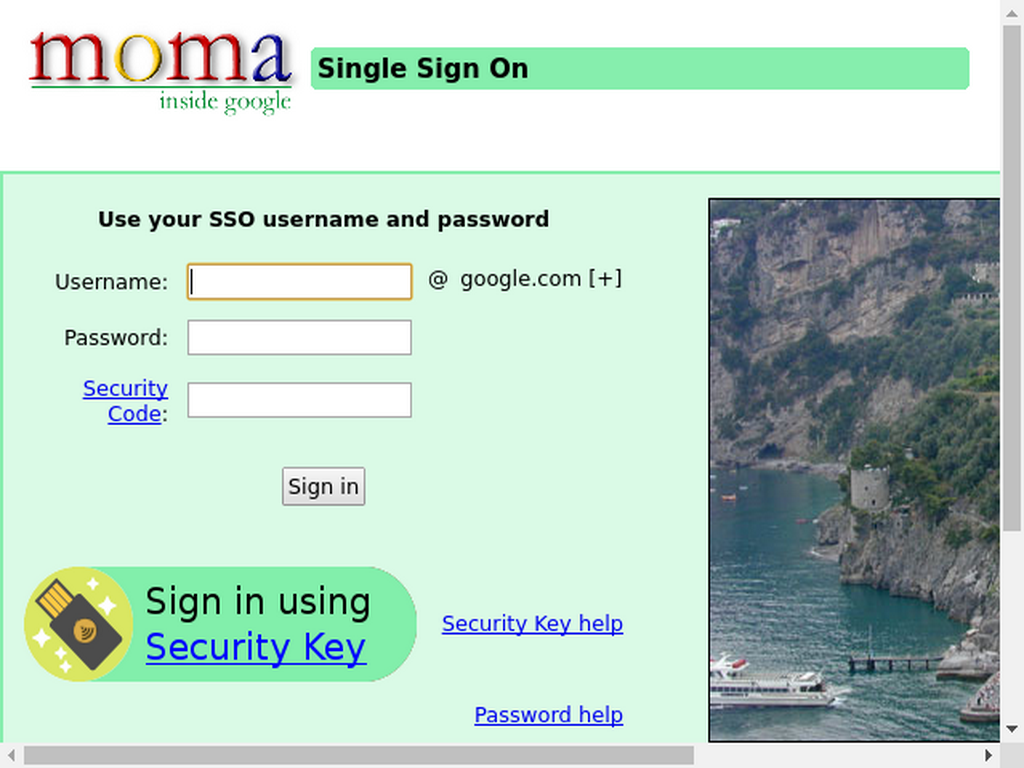 moma
inside google
Single Sign On
Use your SSO username and password
Username:
@ google.com [+]
Password:
Security
Code:
Sign in
Sign in using
Security Key
Security Key help
Password help